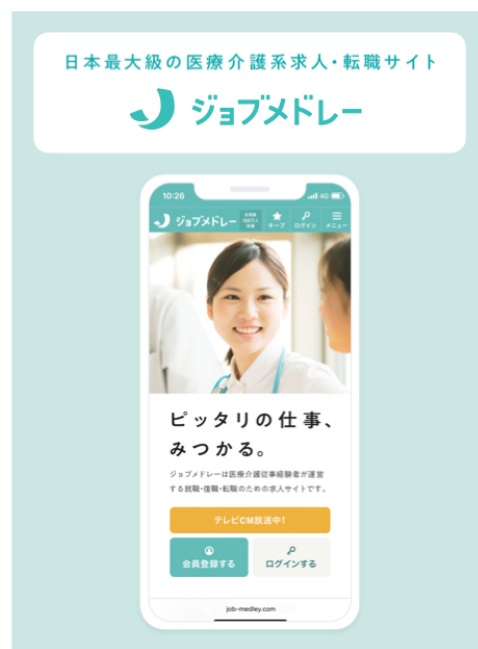 日本最大級の医療介護系求人・転職サイト
ジョブメドレー
10:26
4G
ジョブメドレー
キープ
ログイン
メニュー
ピッタリの仕事、
みつかる。
ジョブメドレーは医療介護従事経験者が運営
する就職・復職・転職のための求人サイトです。
テレビCM放送中!
会員登録する
ログインする
job-medley.com